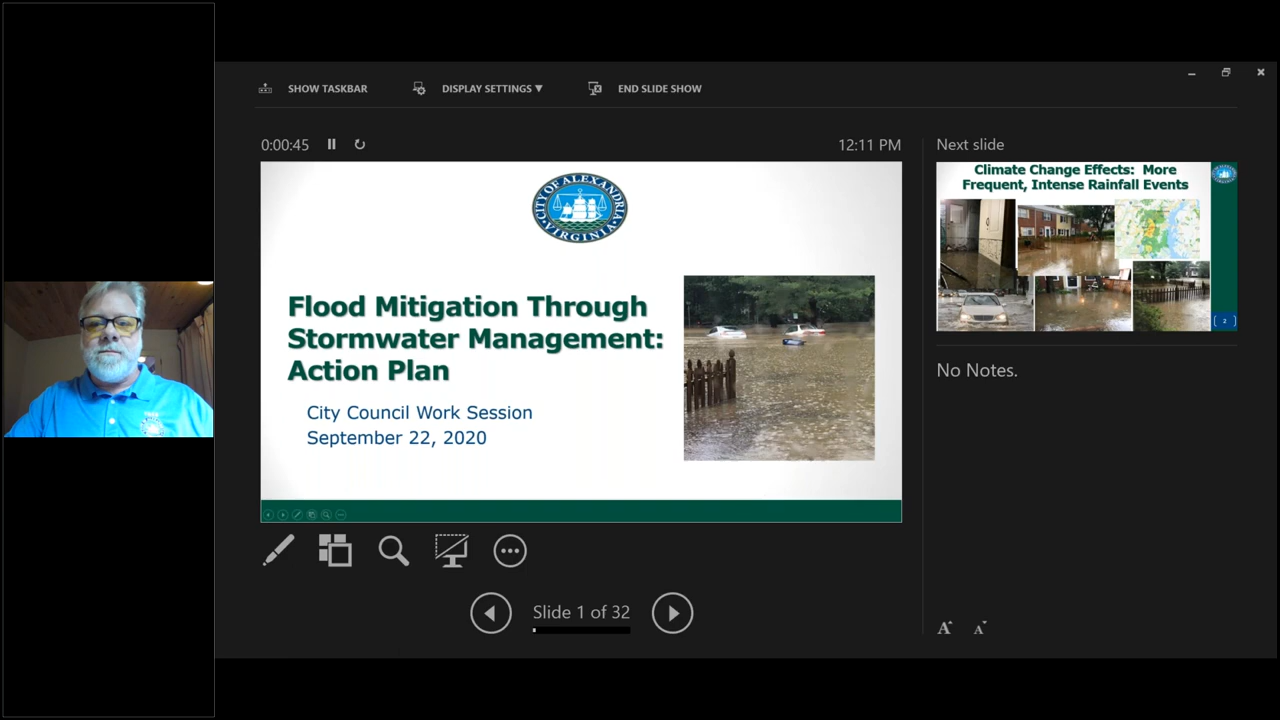 SHOW TASKBAR
DISPLAY SETTINGS ▼
END SLIDE SHOW
0:00:45
12:11 PM
CITY OF ALEXANDRIA
VIRGINIA
Flood Mitigation Through
Stormwater Management:
Action Plan
City Council Work Session
September 22, 2020
Slide 1 of 32
Next slide
Climate Change Effects: More
Frequent, Intense Rainfall Events
2
No Notes.
A
A